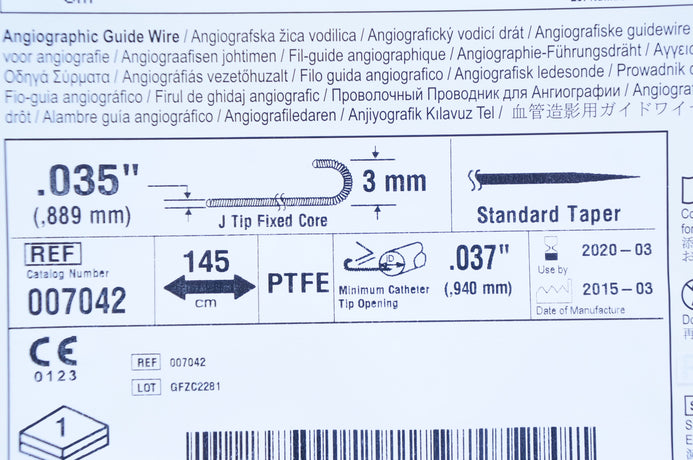 Angiographic Guide Wire / Angiografska žica vodilica / Angiografický vodicí drát / Angiografiske guidewire
voor angiografie / Angiograafisen johtimen / Fil-guide angiographique / Angiographie-Führungsdräht / Αγγειο
Οδηγά Σύρματα / Angiográfiás vezetőhuzalt / Filo guida angiografico / Angiografisk ledesonde / Prowadnik
Fio-guia angiográfico / Firul de ghidaj angiografic / Проволочный Проводник для Ангиографии / Angiograf
drôt / Alambre guía angiográfico / Angiografiledaren / Anjiyografik Kılavuz Tel / 血管造影用ガイドワイ
.035"
(,889 mm)
J Tip Fixed Core
3 mm
Standard Taper
REF
Catalog Number
007042
145
cm
PTFE
ID
Minimum Catheter
Tip Opening
.037"
(,940 mm)
Use by
2020-03
2015-03
Date of Manufacture
CE
0123
REF 007042
LOT GFZC2281
1